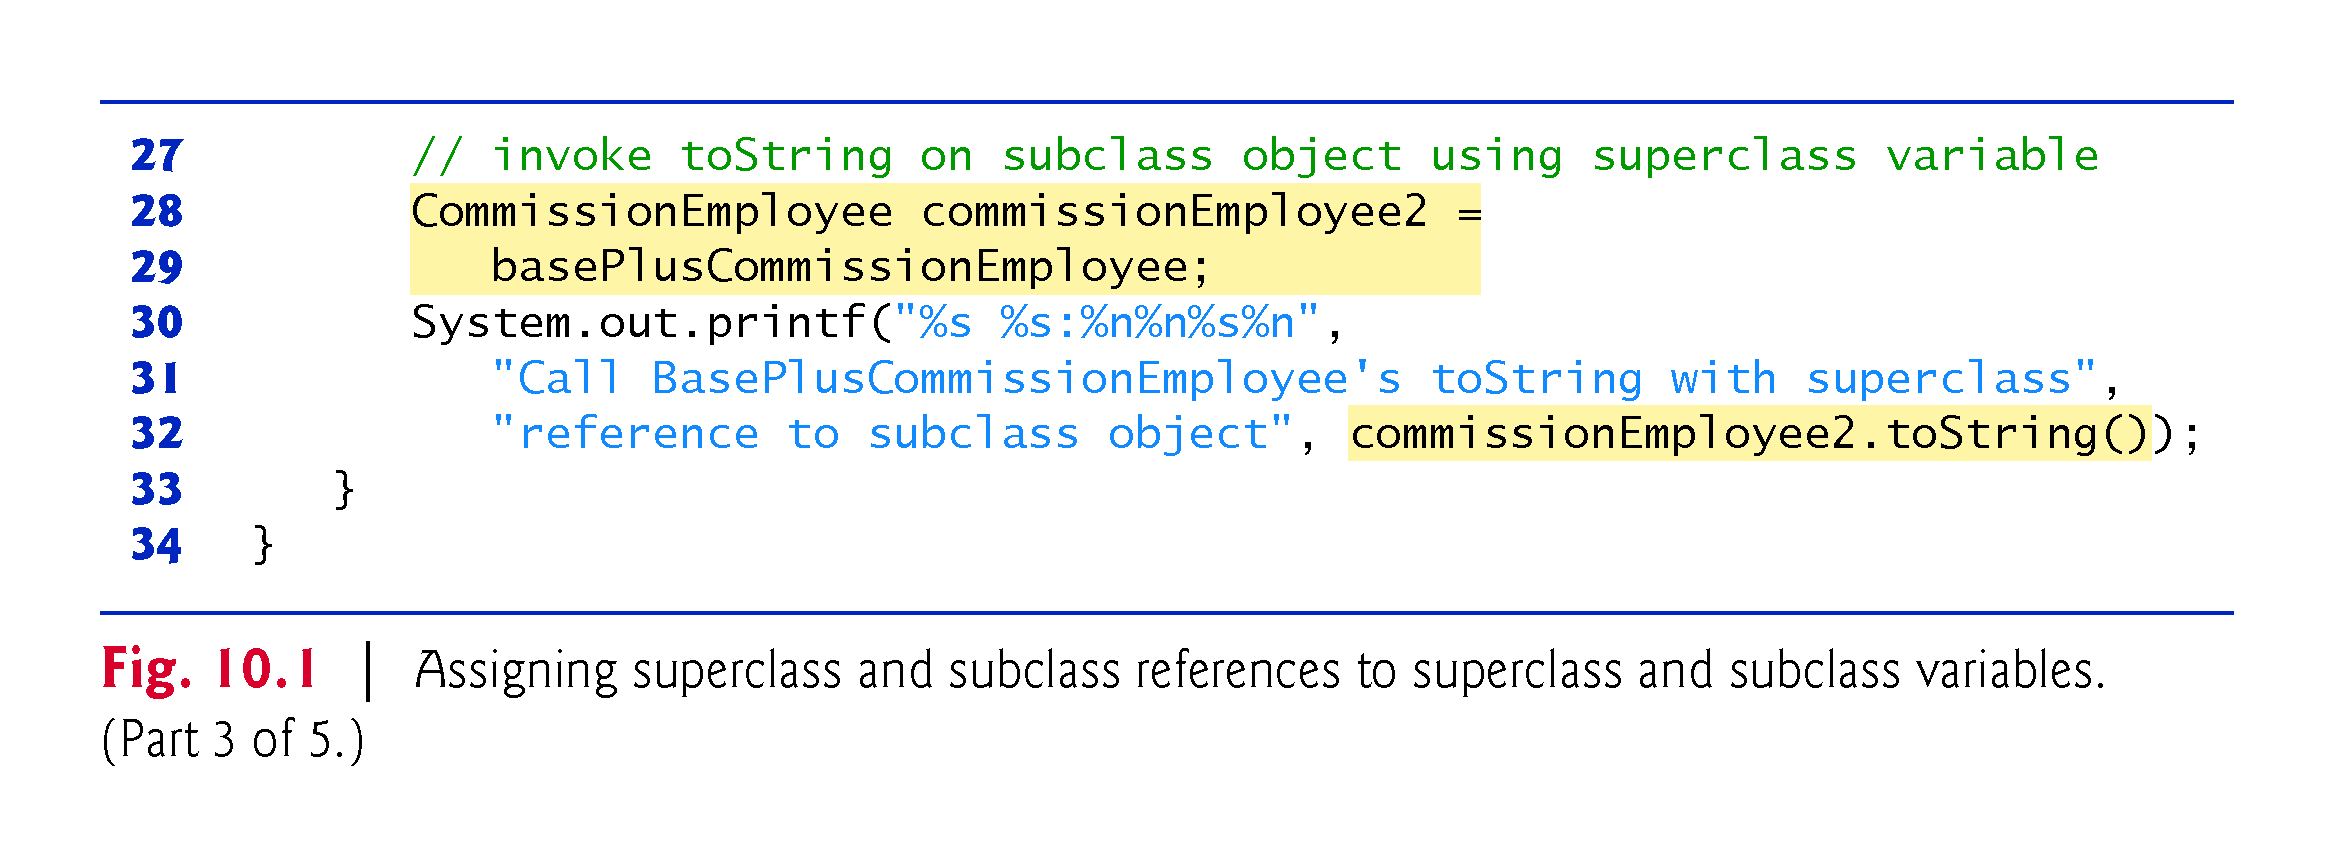 27 // invoke toString on subclass object using superclass variable
28 CommissionEmployee commissionEmployee2 =
29 basePlusCommissionEmployee;
30 System.out.printf("%s %s:%n%n%s%n",
31 "Call BasePlusCommissionEmployee's toString with superclass",
32 "reference to subclass object", commissionEmployee2.toString());
33 }
34 }
Fig. 10.1 | Assigning superclass and subclass references to superclass and subclass variables.
(Part 3 of 5.)